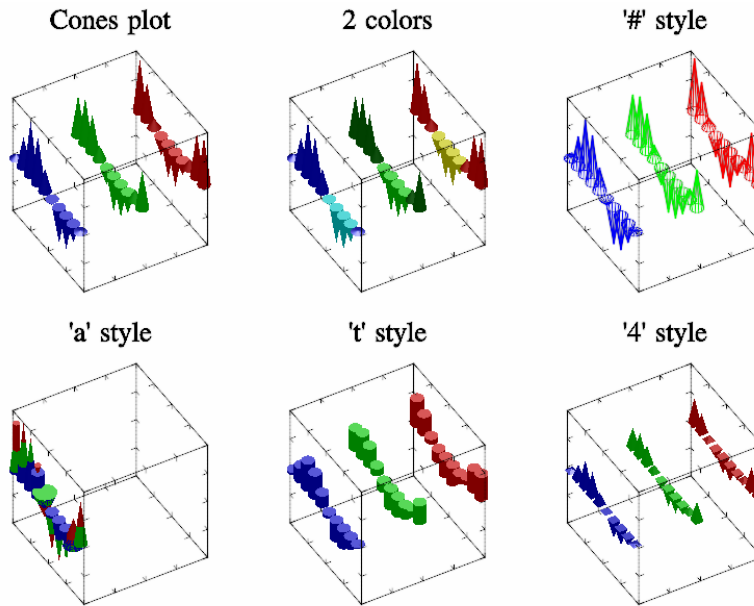 Cones plot
2 colors
'#' style
'a' style
't' style
'4' style